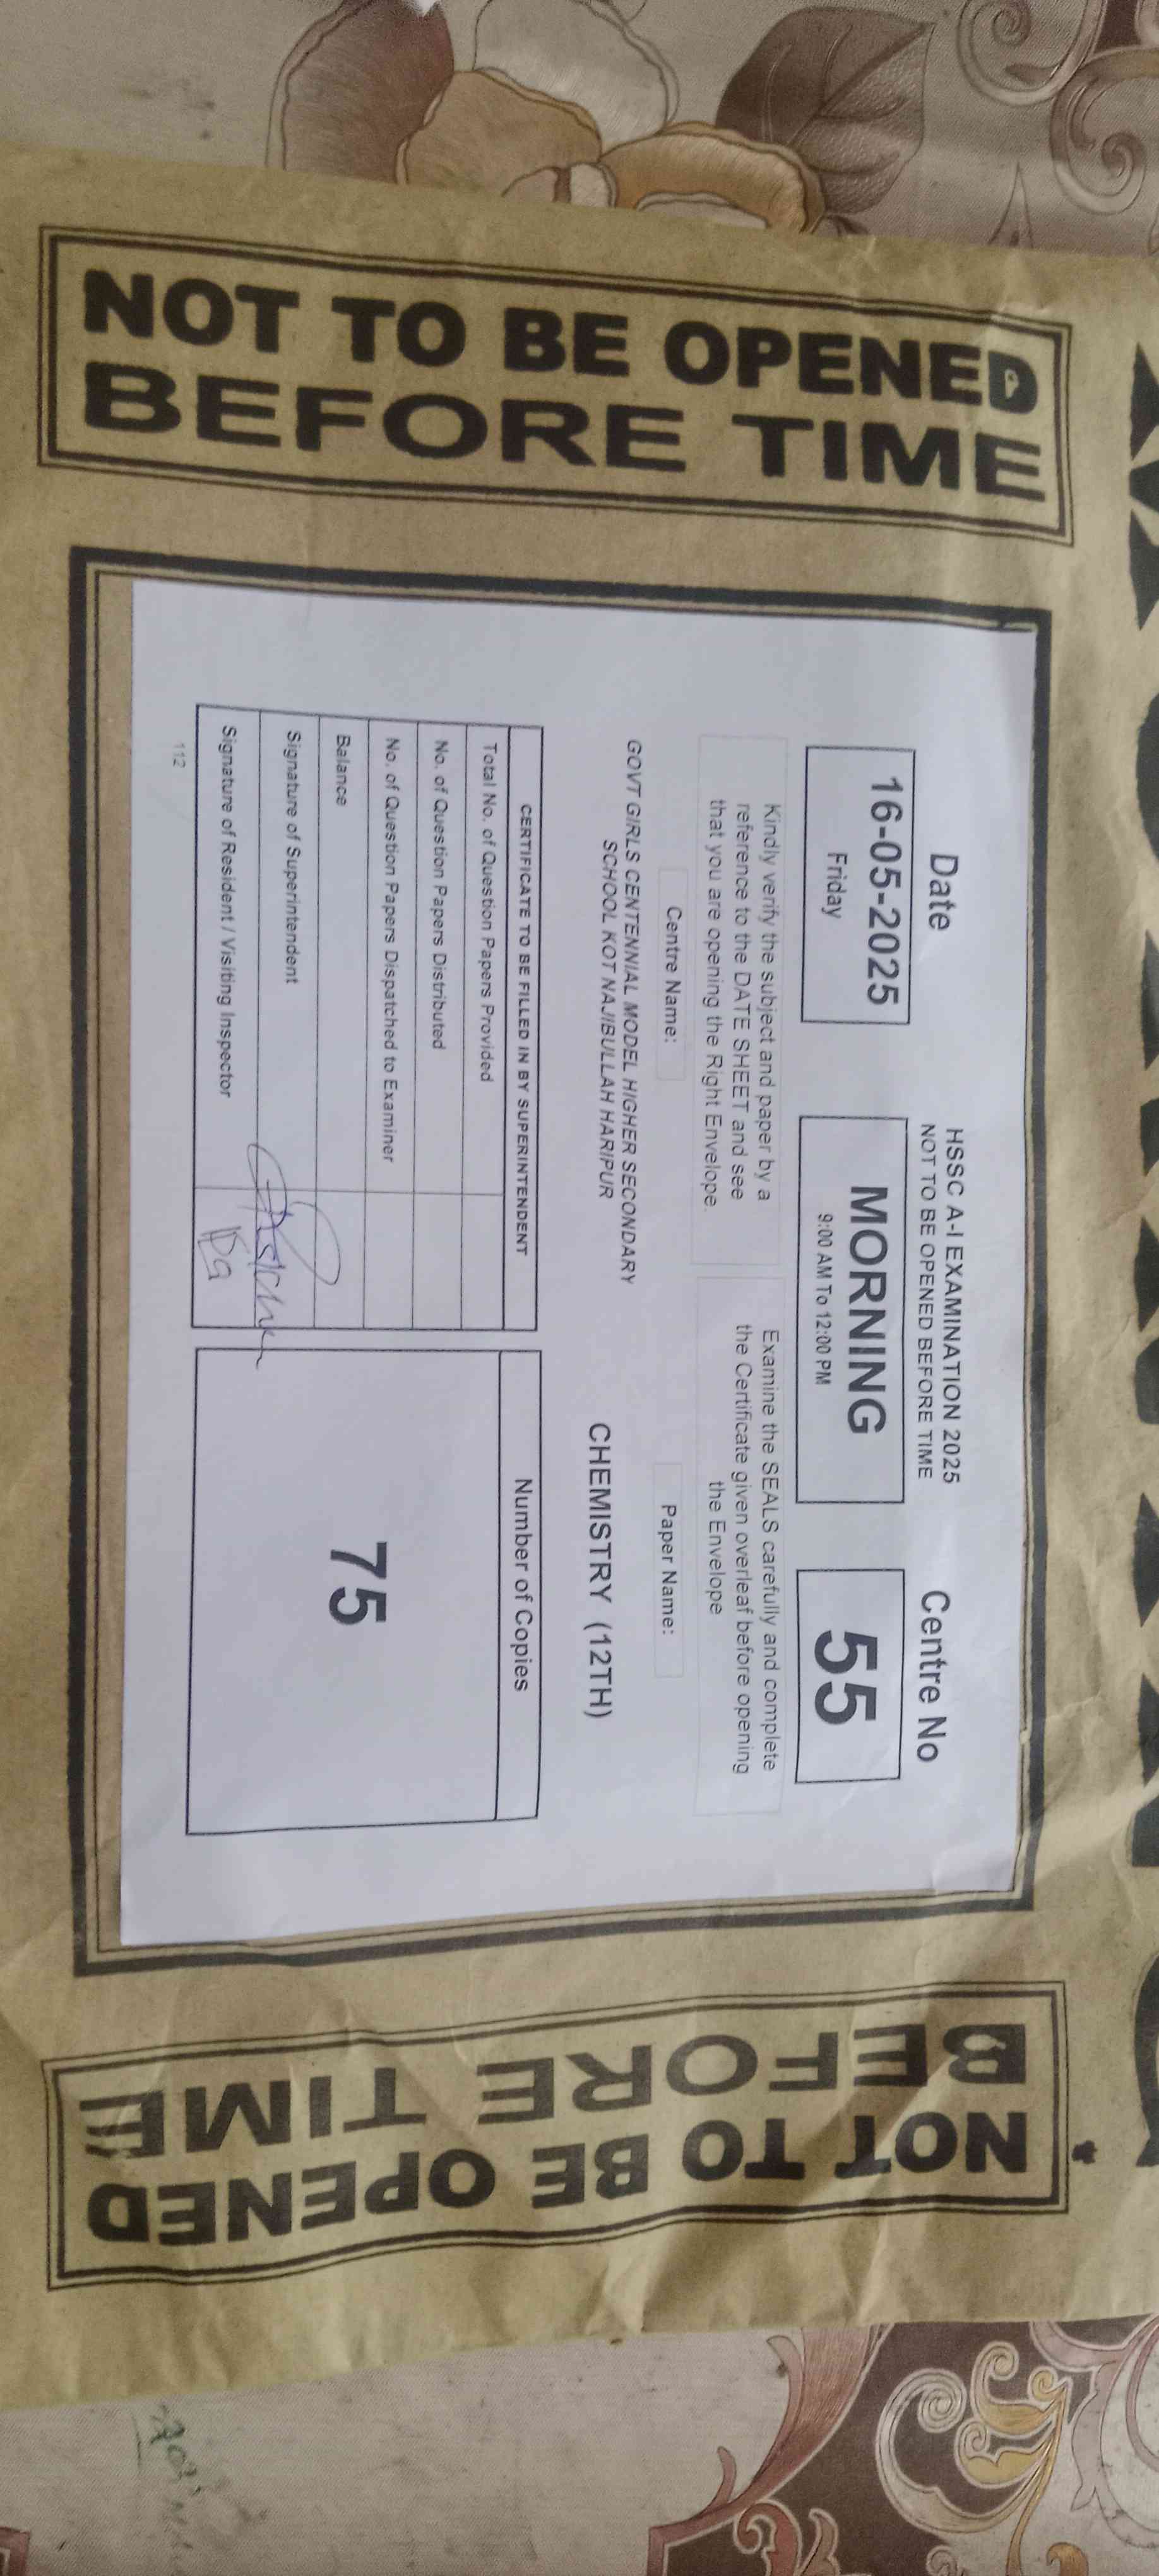 NOT TO BE OPENED
BEFORE TIME
HSSC A-I EXAMINATION 2025
NOT TO BE OPENED BEFORE TIME
Date
16-05-2025
Friday
MORNING
9:00 AM To 12:00 PM
Centre No
55
Kindly verify the subject and paper by a
reference to the DATE SHEET and see
that you are opening the Right Envelope.
Examine the SEALS carefully and complete
the Certificate given overleaf before opening
the Envelope
Centre Name:
GOVT GIRLS CENTENNIAL MODEL HIGHER SECONDARY
SCHOOL KOT NAJIBULLAH HARIPUR
Paper Name:
CHEMISTRY (12TH)
CERTIFICATE TO BE FILLED IN BY SUPERINTENDENT
Total No. of Question Papers Provided
No. of Question Papers Distributed
No. of Question Papers Dispatched to Examiner
Balance
Signature of Superintendent
Signature of Resident / Visiting Inspector
Number of Copies
75
112
NOT TO BE OPENED
BEFORE TIME